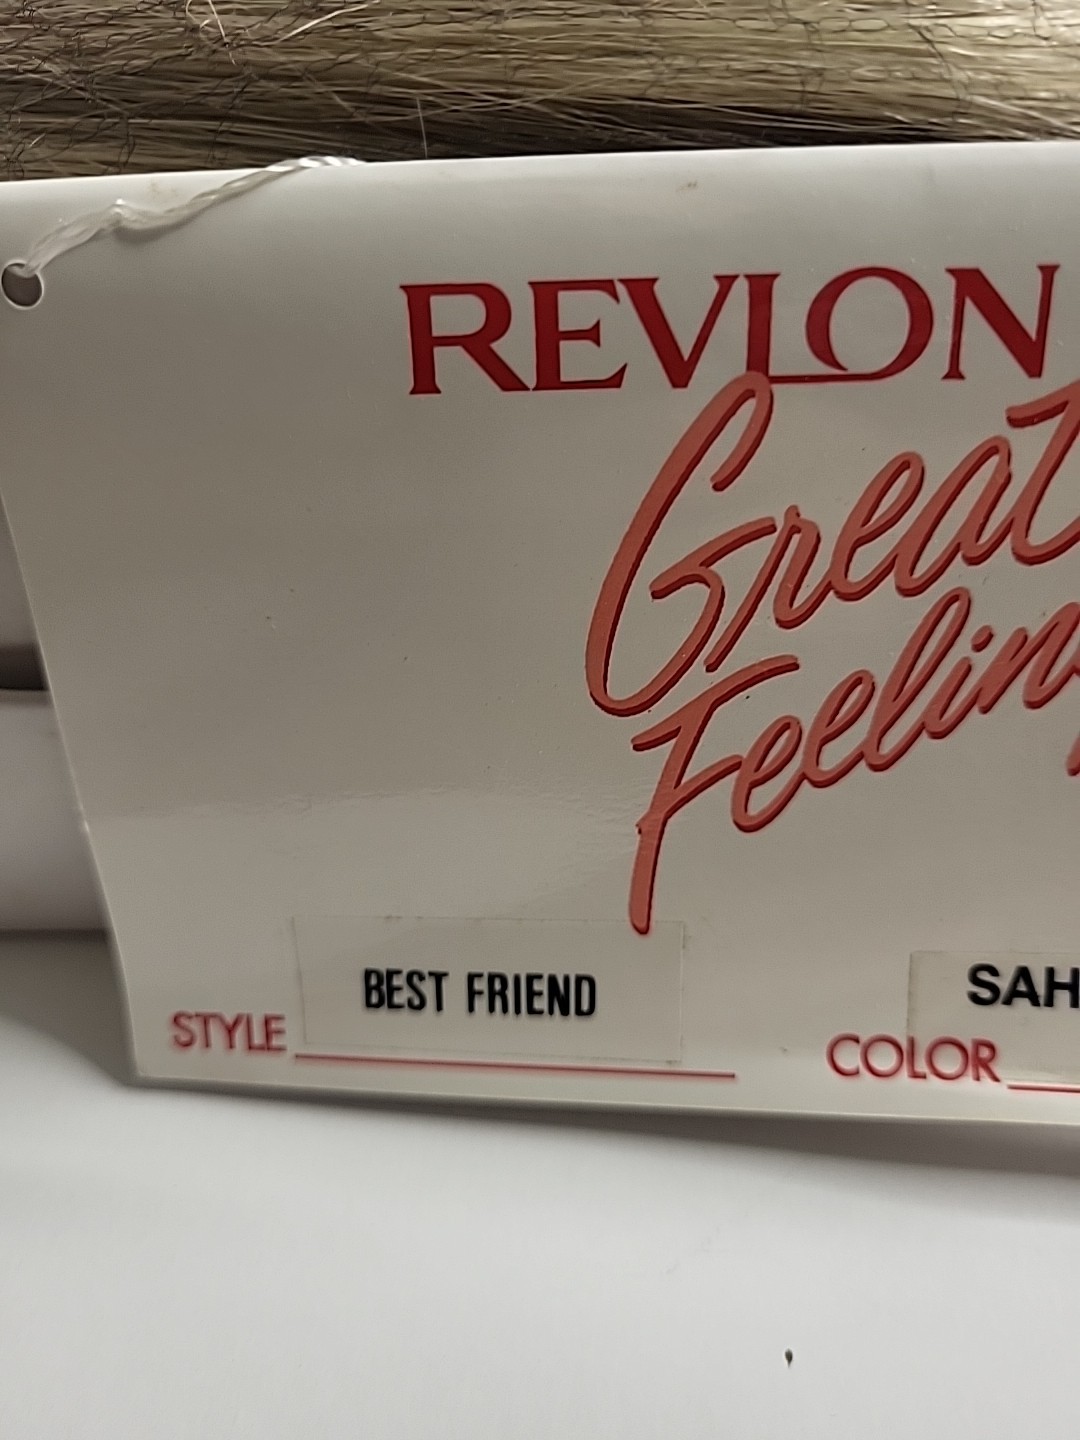 REVLON
Great
Feelin
BEST FRIEND
STYLE
SAH
COLOR